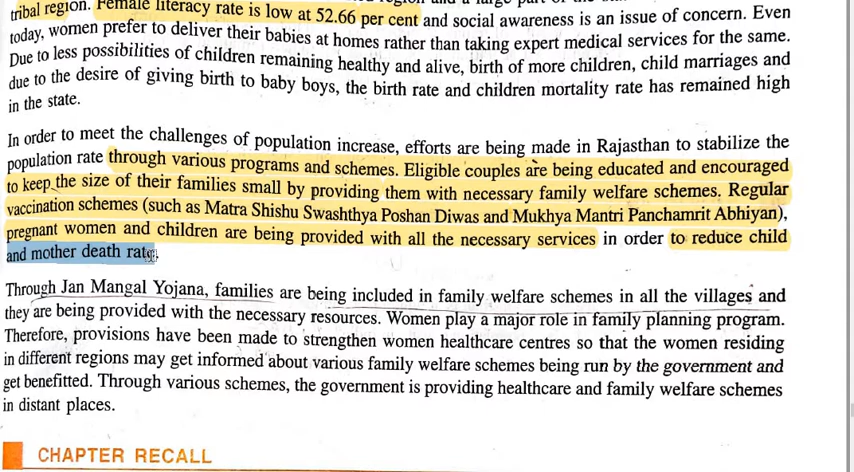 tribal region. Female literacy rate is low at 52.66 per cent and social awareness is an issue of concern. Even
today, women prefer to deliver their babies at homes rather than taking expert medical services for the same.
Due to less possibilities of children remaining healthy and alive, birth of more children, child marriages and
due to the desire of giving birth to baby boys, the birth rate and children mortality rate has remained high
in the state.
In order to meet the challenges of population increase, efforts are being made in Rajasthan to stabilize the
population rate through various programs and schemes. Eligible couples are being educated and encouraged
to keep the size of their families small by providing them with necessary family welfare schemes. Regular
vaccination schemes (such as Matra Shishu Swashthya Poshan Diwas and Mukhya Mantri Panchamrit Abhiyan),
pregnant women and children are being provided with all the necessary services in order to reduce child
and mother death rate.
Through Jan Mangal Yojana, families are being included in family welfare schemes in all the villages and
they are being provided with the necessary resources. Women play a major role in family planning program.
Therefore, provisions have been made to strengthen women healthcare centres so that the women residing
in different regions may get informed about various family welfare schemes being run by the government and
get benefitted. Through various schemes, the government is providing healthcare and family welfare schemes
in distant places.
CHAPTER RECALL